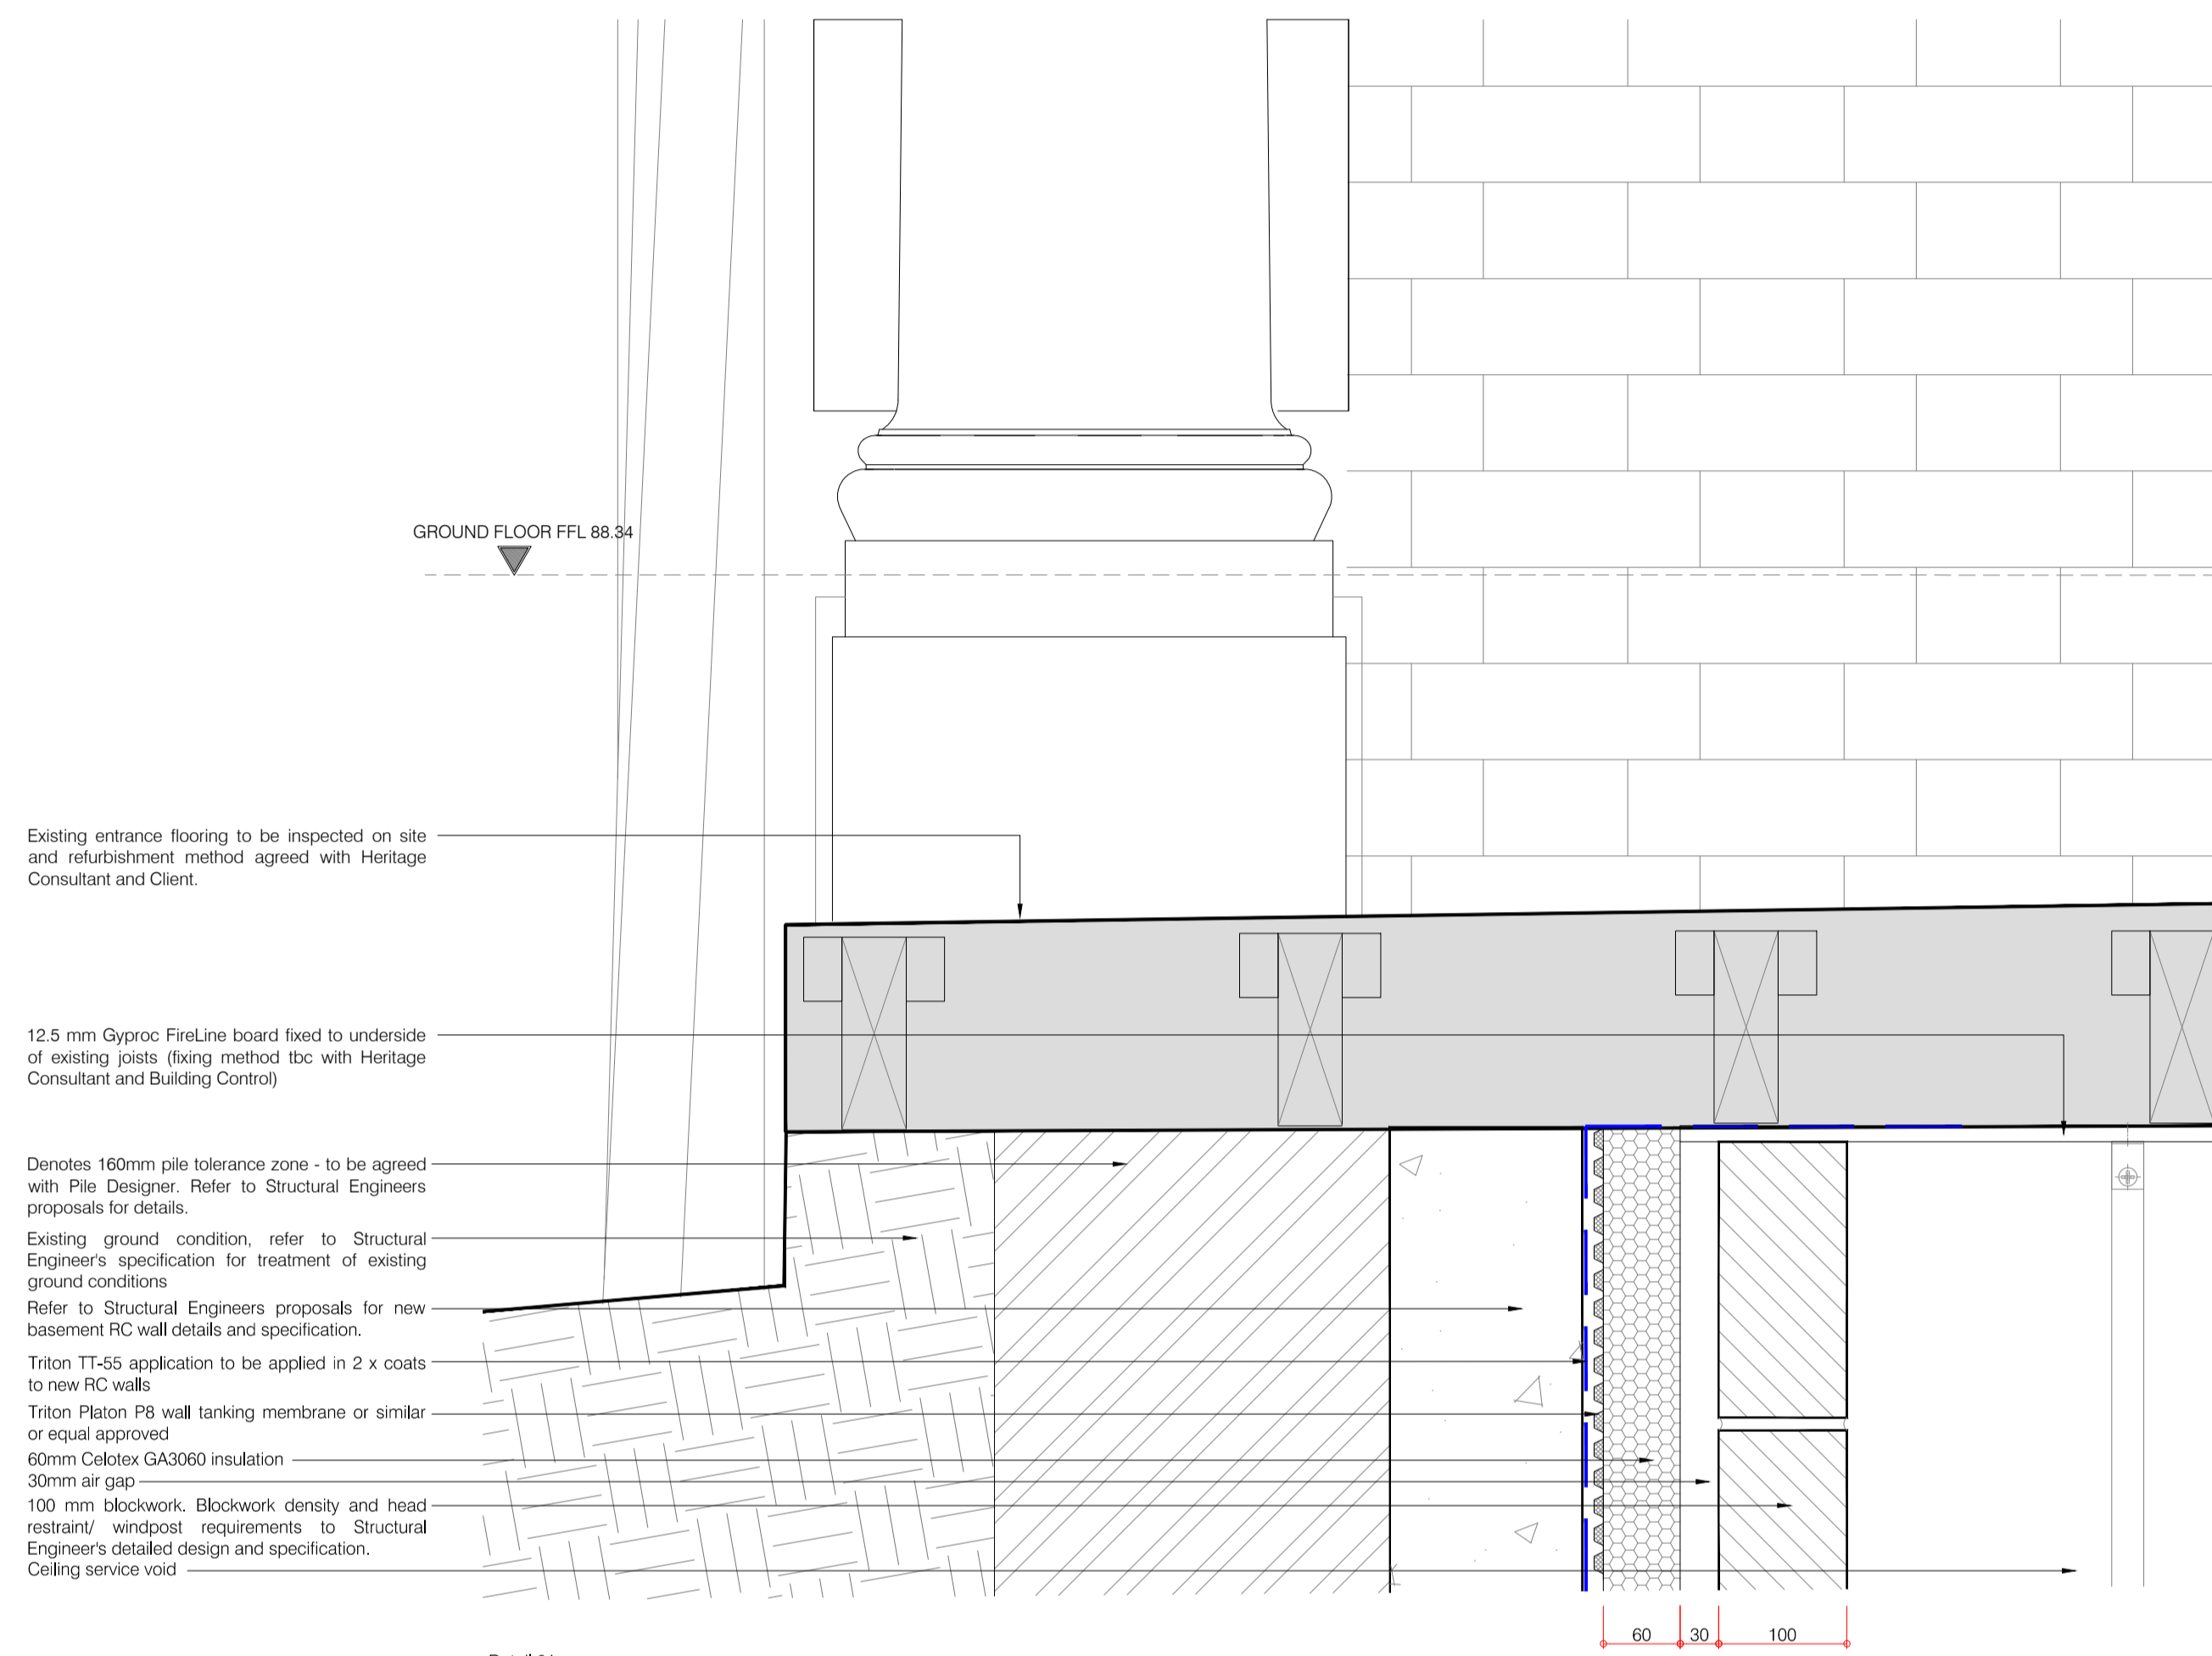 GROUND FLOOR FFL 88.34
Existing entrance flooring to be inspected on site
and refurbishment method agreed with Heritage
Consultant and Client.
12.5 mm Gyproc FireLine board fixed to underside
of existing joists (fixing method tbc with Heritage
Consultant and Building Control)
Denotes 160mm pile tolerance zone - to be agreed
with Pile Designer. Refer to Structural Engineers
proposals for details.
Existing ground condition, refer to Structural
Engineer's specification for treatment of existing
ground conditions
Refer to Structural Engineers proposals for new
basement RC wall details and specification.
Triton TT-55 application to be applied in 2 x coats
to new RC walls
Triton Platon P8 wall tanking membrane or similar
or equal approved
60mm Celotex GA3060 insulation
30mm air gap
100 mm blockwork. Blockwork density and head
restraint/ windpost requirements to Structural
Engineer's detailed design and specification.
Ceiling service void
60 30 100